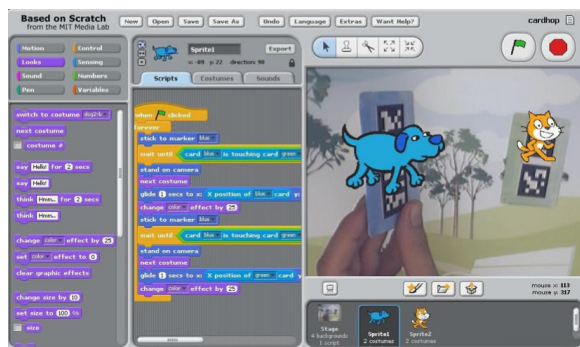 Based on Scratch
from the MIT Media Lab
New Open Save Save As Undo Language Extras Want Help?
cardhop
Motion Control
Looks Sensing
Sound Numbers
Pen Variables
Sprite1
Export
x: -89 y: 22 direction: 90
Scripts Costumes Sounds
switch to costume dog2-b
next costume
costume #
say Hello! for 2 secs
say Hello!
think Hmm... for 2 secs
think Hmm...
change color effect by 25
set color effect to 0
clear graphic effects
change size by 10
set size to 100 %
size
when clicked
forever
stick to marker blue
wait until card blue is touching card green
stand on camera
next costume
glide 1 secs to x: X position of blue card y:
change color effect by 25
stick to marker blue
wait until card blue is touching card green
stand on camera
next costume
glide 1 secs to x: X position of green card y
change color effect by 25
mouse x: 113
mouse y: 317
Stage
4 backgrounds
1 script
Sprite1
2 costumes
Sprite2
2 costumes